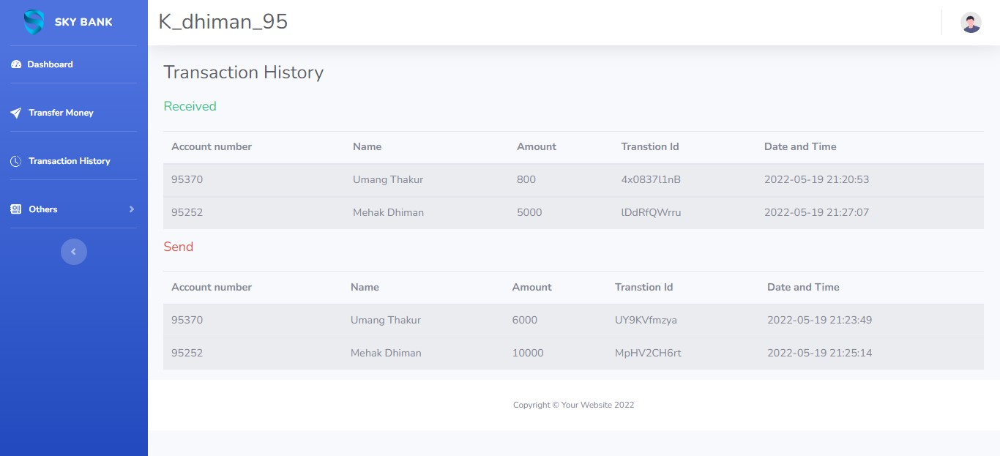 SKY BANK
Dashboard
Transfer Money
Transaction History
Others
K_dhiman_95
Transaction History
Received
Account number Name Amount Transtion Id Date and Time
95370 Umang Thakur 800 4x0837l1nB 2022-05-19 21:20:53
95252 Mehak Dhiman 5000 lDdRfQWrru 2022-05-19 21:27:07
Send
Account number Name Amount Transtion Id Date and Time
95370 Umang Thakur 6000 UY9KVfmzya 2022-05-19 21:23:49
95252 Mehak Dhiman 10000 MpHV2CH6rt 2022-05-19 21:25:14
Copyright © Your Website 2022